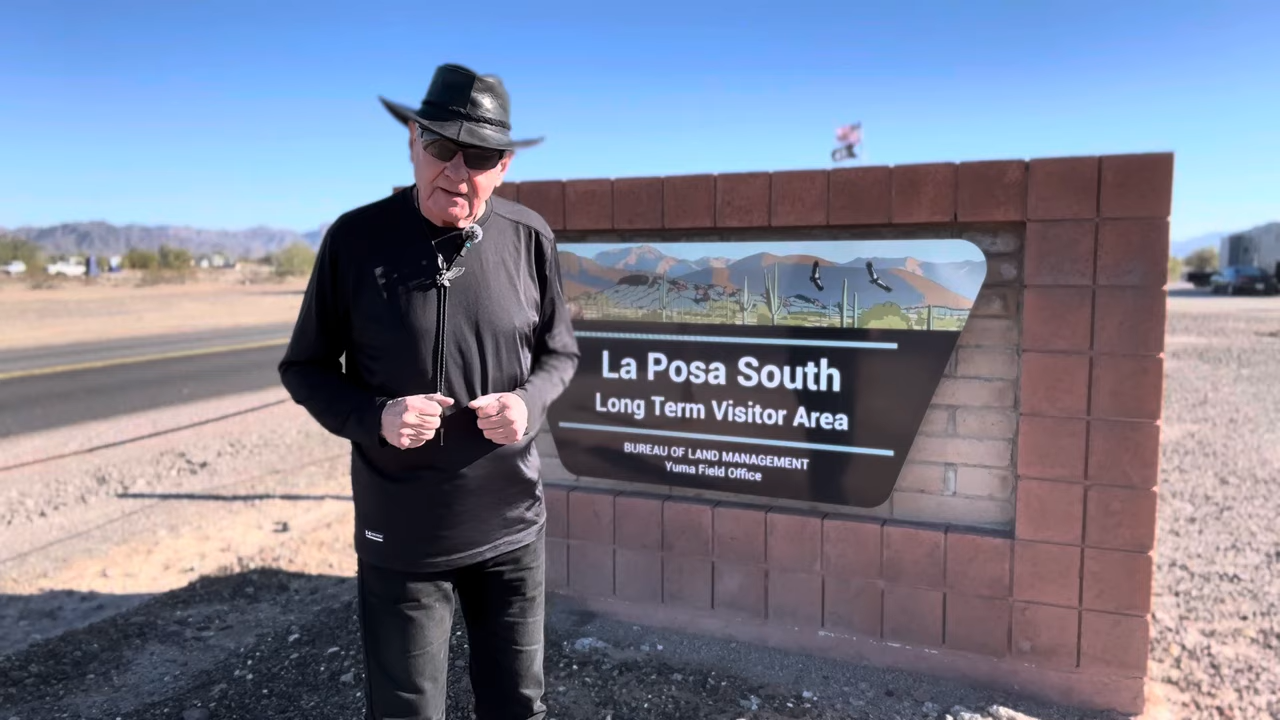 La Posa South
Long Term Visitor Area
BUREAU OF LAND MANAGEMENT
Yuma Field Office